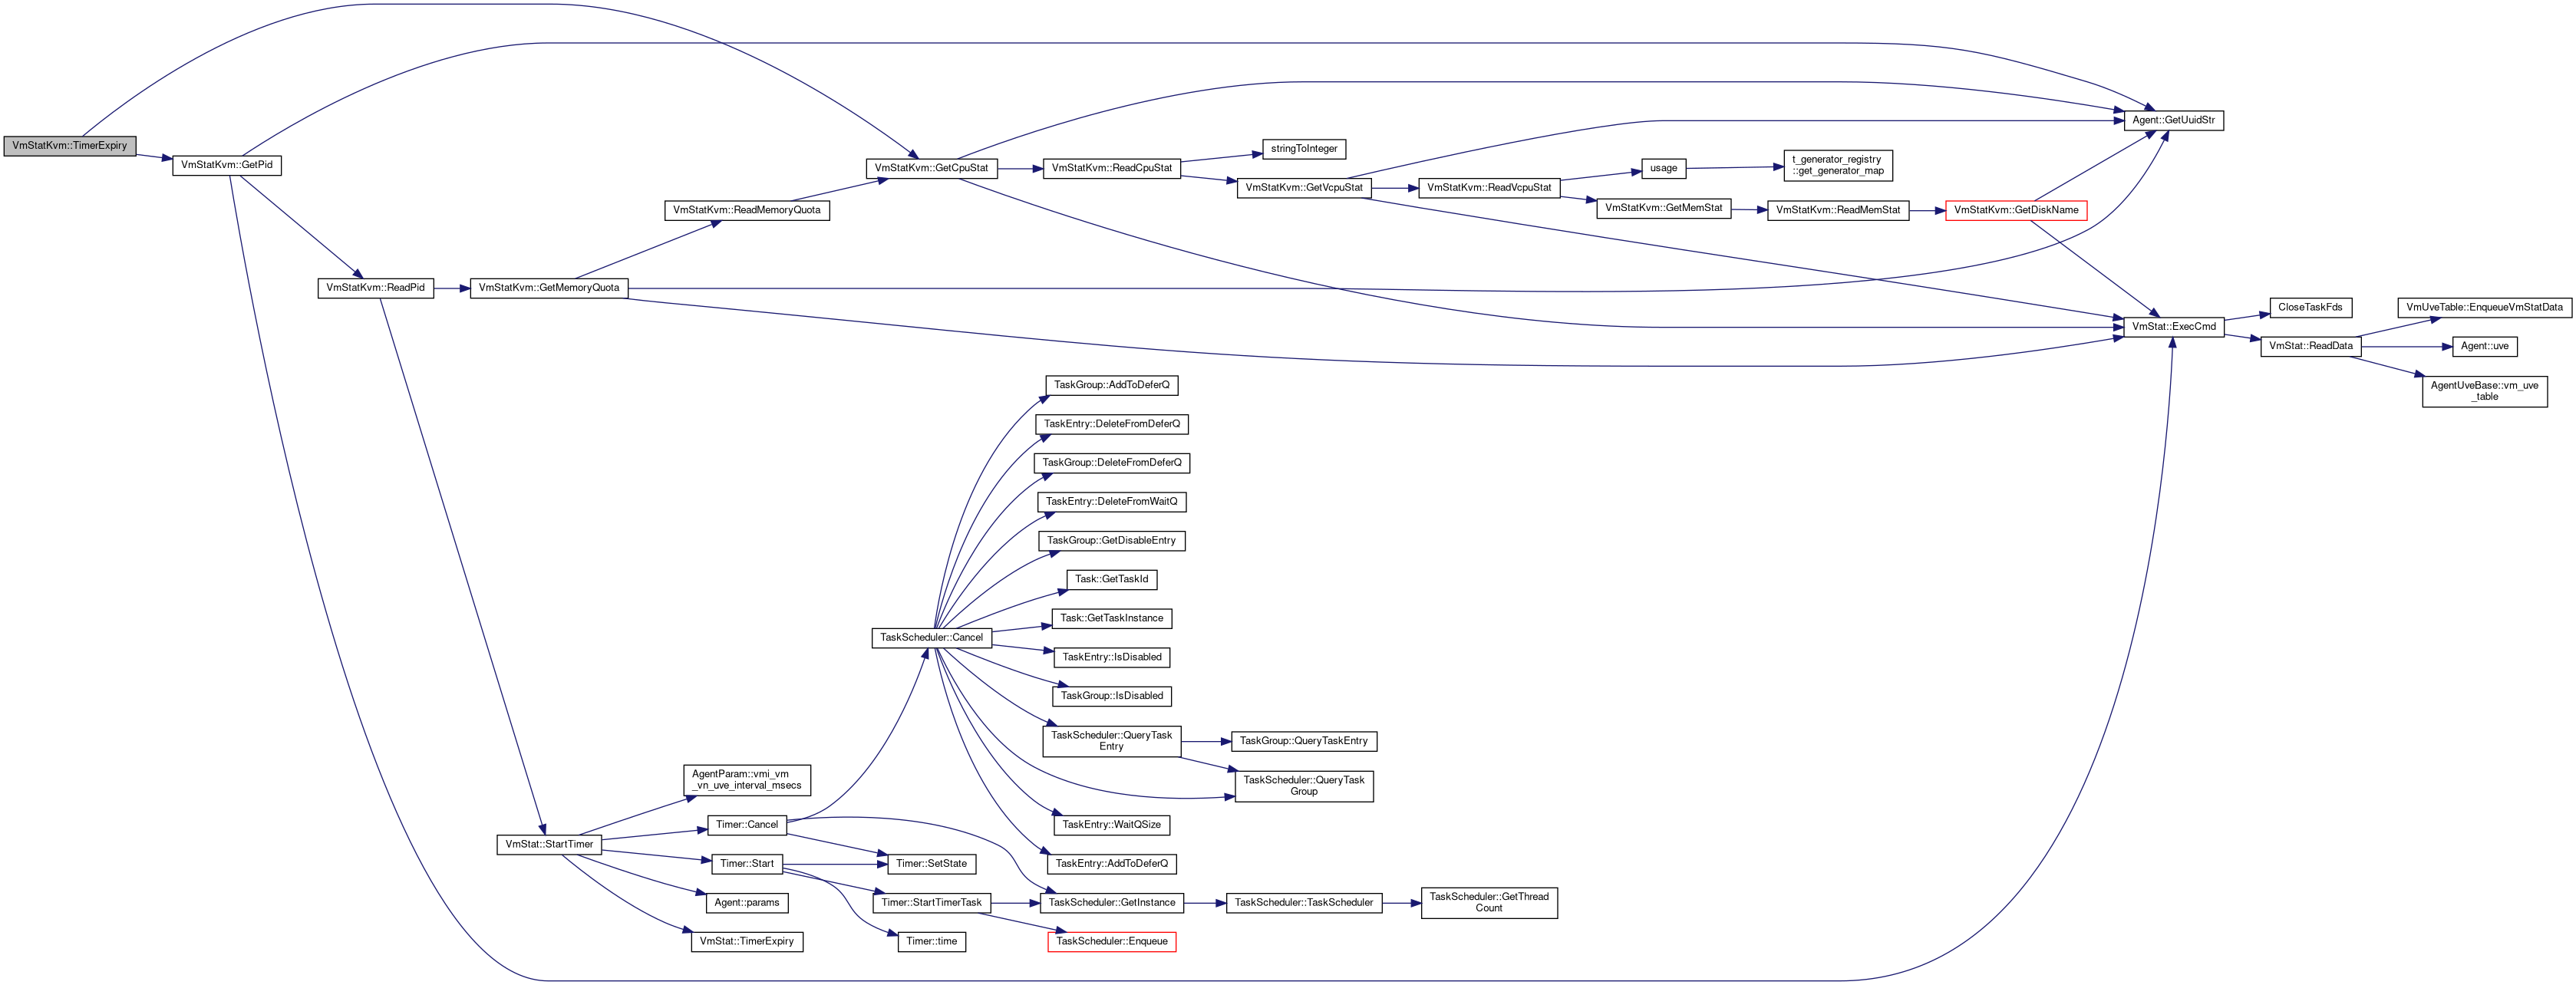 VmStatKvm::TimerExpiry
VmStatKvm::GetPid
VmStatKvm::ReadPid
VmStatKvm::GetMemoryQuota
VmStatKvm::ReadMemoryQuota
VmStatKvm::GetCpuStat
VmStatKvm::ReadCpuStat
stringToInteger
VmStatKvm::GetVcpuStat
VmStatKvm::ReadVcpuStat
usage
t_generator_registry
::get_generator_map
VmStatKvm::GetMemStat
VmStatKvm::ReadMemStat
VmStatKvm::GetDiskName
Agent::GetUuidStr
VmStat::ExecCmd
CloseTaskFds
VmStat::ReadData
VmUveTable::EnqueueVmStatData
Agent::uve
AgentUveBase::vm_uve
_table
TaskGroup::AddToDeferQ
TaskEntry::DeleteFromDeferQ
TaskGroup::DeleteFromDeferQ
TaskEntry::DeleteFromWaitQ
TaskGroup::GetDisableEntry
Task::GetTaskId
Task::GetTaskInstance
TaskScheduler::Cancel
TaskEntry::IsDisabled
TaskGroup::IsDisabled
TaskScheduler::QueryTask
Entry
TaskGroup::QueryTaskEntry
TaskScheduler::QueryTask
Group
TaskEntry::WaitQSize
TaskEntry::AddToDeferQ
AgentParam::vmi_vm
_vn_uve_interval_msecs
Timer::Cancel
VmStat::StartTimer
Timer::Start
Timer::SetState
Agent::params
Timer::StartTimerTask
TaskScheduler::GetInstance
TaskScheduler::TaskScheduler
TaskScheduler::GetThread
Count
VmStat::TimerExpiry
Timer::time
TaskScheduler::Enqueue